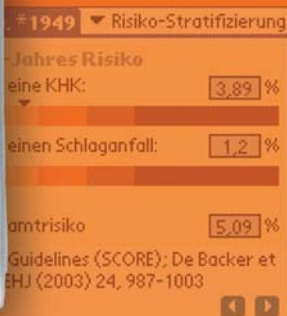 . *1949 Risiko-Stratifizierung
-Jahres Risiko
eine KHK: 3,89 %
einen Schlaganfall: 1,2 %
amtrisiko 5,09 %
Guidelines (SCORE); De Backer et
EHJ (2003) 24, 987-1003